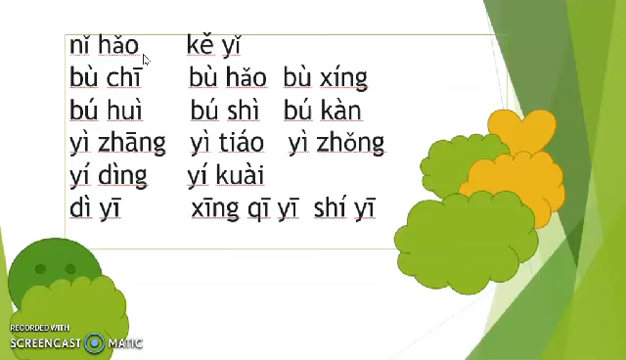 nǐ hǎo kě yǐ
bù chī bù hǎo bù xíng
bú huì bú shì bú kàn
yì zhāng yì tiáo yì zhǒng
yí dìng yí kuài
dì yī xīng qī yī shí yī
RECORDED WITH
SCREENCAST MATIC